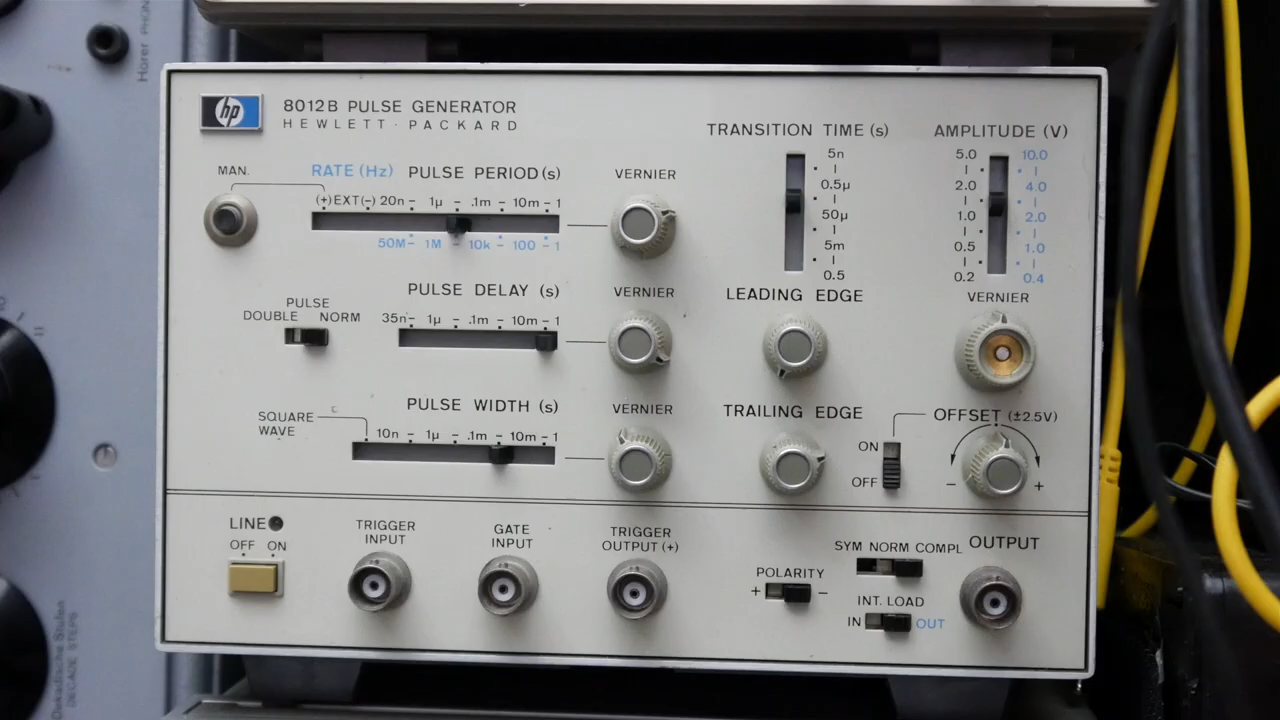 Hörer PHON
hp
8012B PULSE GENERATOR
HEWLETT·PACKARD
TRANSITION TIME (s)
AMPLITUDE (V)
MAN.
RATE (Hz) PULSE PERIOD (s)
VERNIER
(+) EXT (-) 20n - 1µ - .1m - 10m - 1
50M - 1M - 10k - 100 - 1
5n
0.5µ
50µ
5m
0.5
5.0 10.0
2.0 4.0
1.0 2.0
0.5 1.0
0.2 0.4
PULSE DELAY (s)
VERNIER
LEADING EDGE
VERNIER
PULSE
DOUBLE NORM
35n - 1µ - .1m - 10m - 1
PULSE WIDTH (s)
VERNIER
TRAILING EDGE
OFFSET (±2.5V)
SQUARE
WAVE
10n - 1µ - .1m - 10m - 1
ON
OFF
- +
LINE
OFF ON
TRIGGER
INPUT
GATE
INPUT
TRIGGER
OUTPUT (+)
SYM NORM COMPL
OUTPUT
POLARITY
+ -
INT. LOAD
IN OUT
Dekadische Stufen
DECADE STEPS